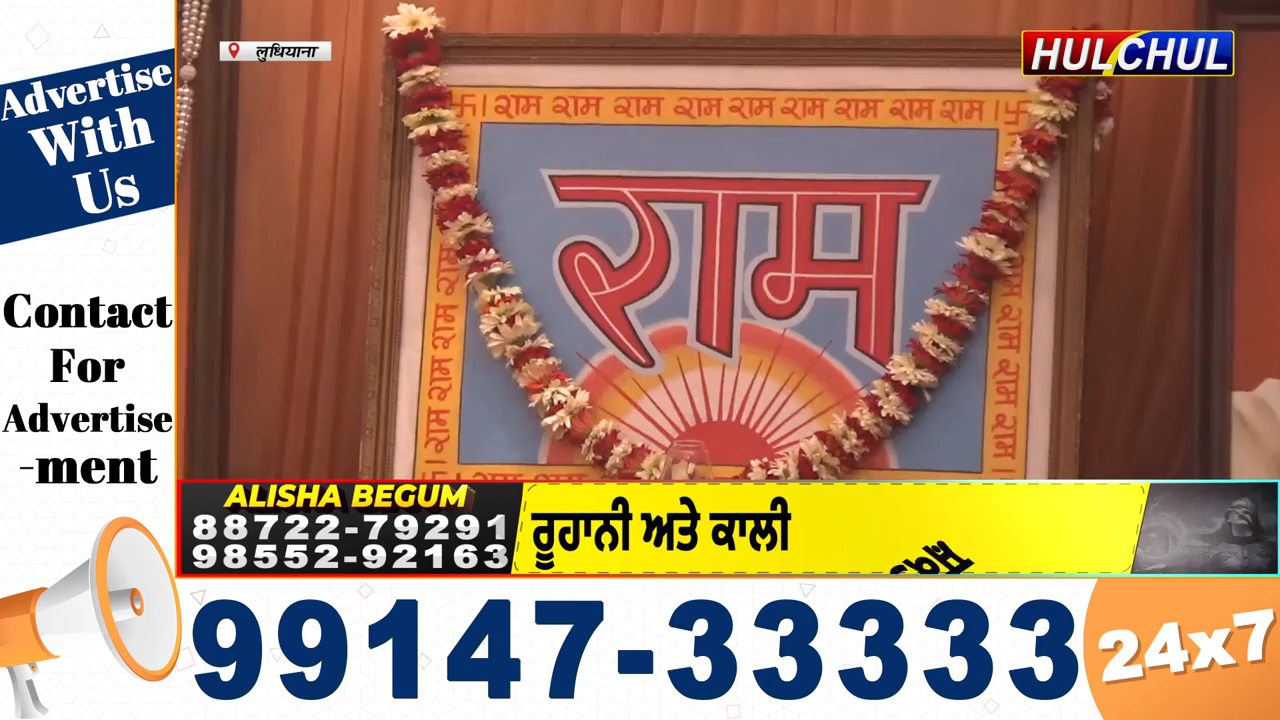 Advertise
With
Us
Contact
For
Advertise
-ment
लुधियाना
HULCHUL
राम राम राम राम राम राम राम राम राम
राम
राम राम राम
राम राम राम
ALISHA BEGUM
88722-79291
98552-92163
ਰੂਹਾਨੀ ਅਤੇ ਕਾਲੀ
99147-33333
24x7